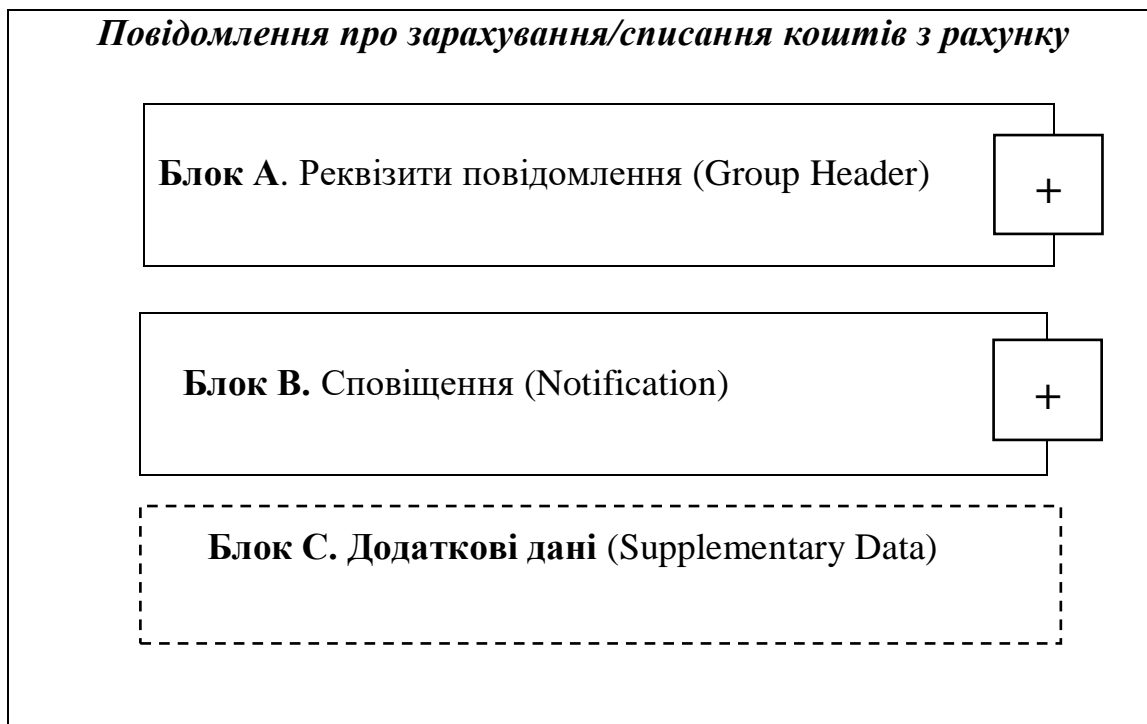 Повідомлення про зарахування/списання коштів з рахунку
Блок А. Реквізити повідомлення (Group Header)
+
Блок В. Сповіщення (Notification)
+
Блок С. Додаткові дані (Supplementary Data)